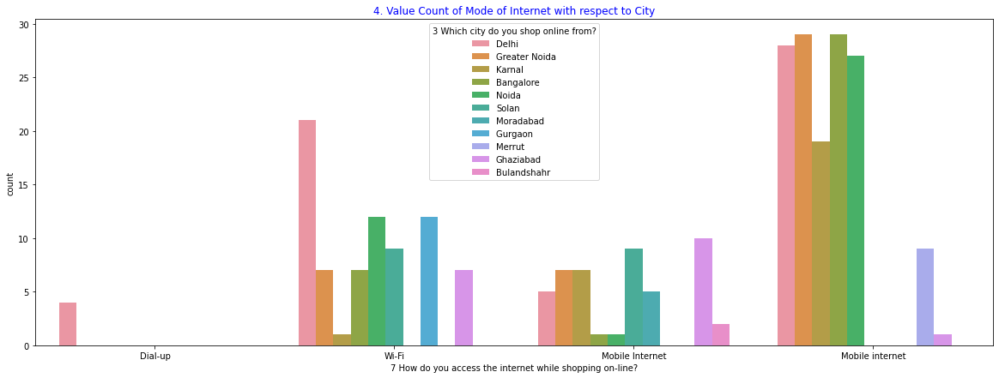 4. Value Count of Mode of Internet with respect to City
30
25
20
15
10
5
0
count
3 Which city do you shop online from?
Delhi
Greater Noida
Karnal
Bangalore
Noida
Solan
Moradabad
Gurgaon
Merrut
Ghaziabad
Bulandshahr
Dial-up
Wi-Fi
Mobile Internet
Mobile internet
7 How do you access the internet while shopping on-line?